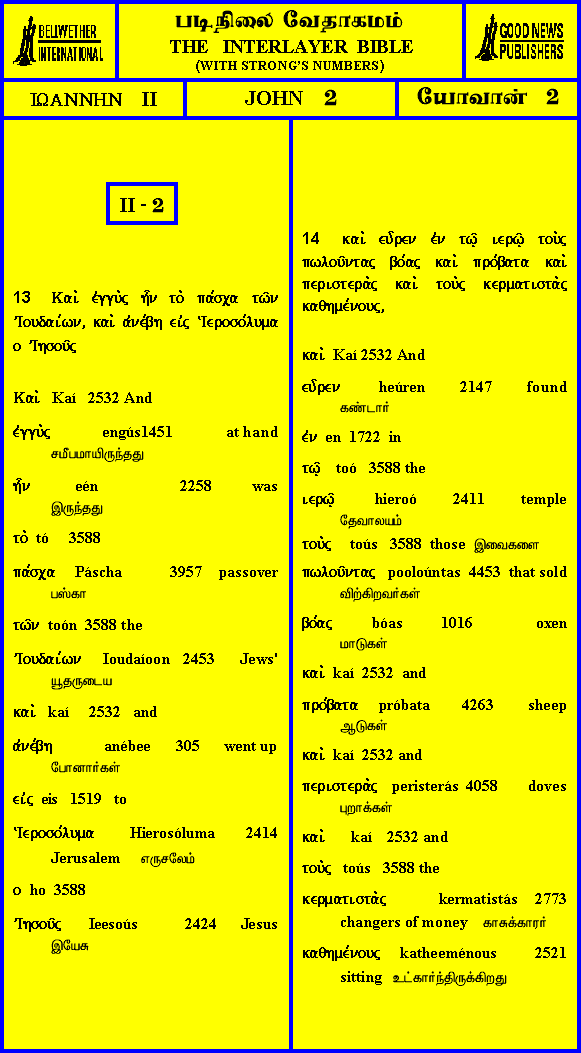 BELLWETHER
INTERNATIONAL
படிநிலை வேதாகமம்
THE INTERLAYER BIBLE
(WITH STRONG'S NUMBERS)
GOOD NEWS
PUBLISHERS
ΙΩΑΝΝΗΝ II
JOHN 2
யோவான் 2
II - 2
13 Καὶ ἐγγὺς ἦν τὸ πάσχα τῶν
Ἰουδαίων, καὶ ἀνέβη εἰς Ἱεροσόλυμα
ο Ἰησοῦς
Καὶ Kaí 2532 And
ἐγγὺς engús1451 at hand
சமீபமாயிருந்தது
ἦν eén 2258 was
இருந்தது
τὸ tó 3588
πάσχα Páscha 3957 passover
பஸ்கா
τῶν toón 3588 the
Ἰουδαίων Ioudaíoon 2453 Jews'
யூதருடைய
καὶ kaí 2532 and
ἀνέβη anébee 305 went up
போனார்கள்
εἰς eis 1519 to
Ἱεροσόλυμα Hierosóluma 2414
Jerusalem எருசலேம்
ο ho 3588
Ἰησοῦς Ieesoús 2424 Jesus
இயேசு
14 καὶ εὗρεν ἐν τῷ ιερῷ τοὺς
πωλοῦντας βόας καὶ πρόβατα καὶ
περιστερὰς καὶ τοὺς κερματιστὰς
καθημένους,
καὶ Kaí 2532 And
εὗρεν heúren 2147 found
கண்டார்
ἐν en 1722 in
τῷ toó 3588 the
ιερῷ hieroó 2411 temple
தேவாலயம்
τοὺς toús 3588 those இவைகளை
πωλοῦντας pooloúntas 4453 that sold
விற்கிறவர்கள்
βόας bóas 1016 oxen
மாடுகள்
καὶ kaí 2532 and
πρόβατα próbata 4263 sheep
ஆடுகள்
καὶ kaí 2532 and
περιστερὰς peristerás 4058 doves
புறாக்கள்
καὶ kaí 2532 and
τοὺς toús 3588 the
κερματιστὰς kermatistás 2773
changers of money காசுக்காரர்
καθημένους katheeménous 2521
sitting உட்கார்ந்திருக்கிறது